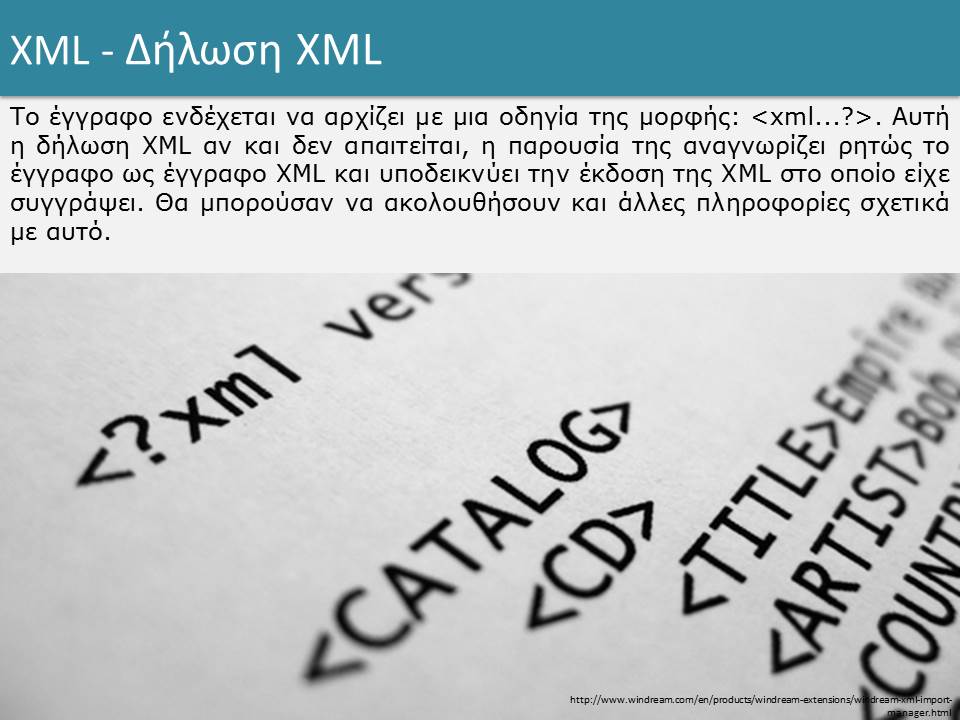 XML - Δήλωση XML
Το έγγραφο ενδέχεται να αρχίζει με μια οδηγία της μορφής: <xml...?>. Αυτή
η δήλωση XML αν και δεν απαιτείται, η παρουσία της αναγνωρίζει ρητώς το
έγγραφο ως έγγραφο XML και υποδεικνύει την έκδοση της XML στο οποίο είχε
συγγράψει. Θα μπορούσαν να ακολουθήσουν και άλλες πληροφορίες σχετικά
με αυτό.
<?xml vers
<CATALOG>
<CD>
<TITLE>Empire
<ARTIST>Bob
<COUNTRY
http://www.windream.com/en/products/windream-extensions/windream-xml-import-
manager.html